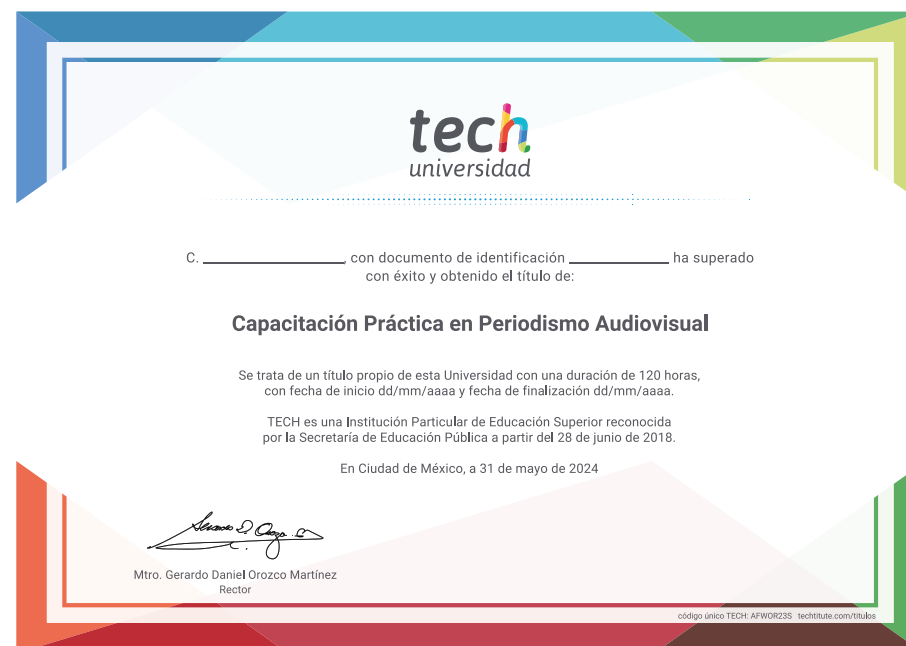 tech
universidad
C. ____________, con documento de identificación ____________ ha superado
con éxito y obtenido el título de:
Capacitación Práctica en Periodismo Audiovisual
Se trata de un título propio de esta Universidad con una duración de 120 horas,
con fecha de inicio dd/mm/aaaa y fecha de finalización dd/mm/aaaa.
TECH es una Institución Particular de Educación Superior reconocida
por la Secretaría de Educación Pública a partir del 28 de junio de 2018.
En Ciudad de México, a 31 de mayo de 2024
Mtro. Gerardo Daniel Orozco Martínez
Rector
código único TECH: AFWOR23S techtitute.com/titulos